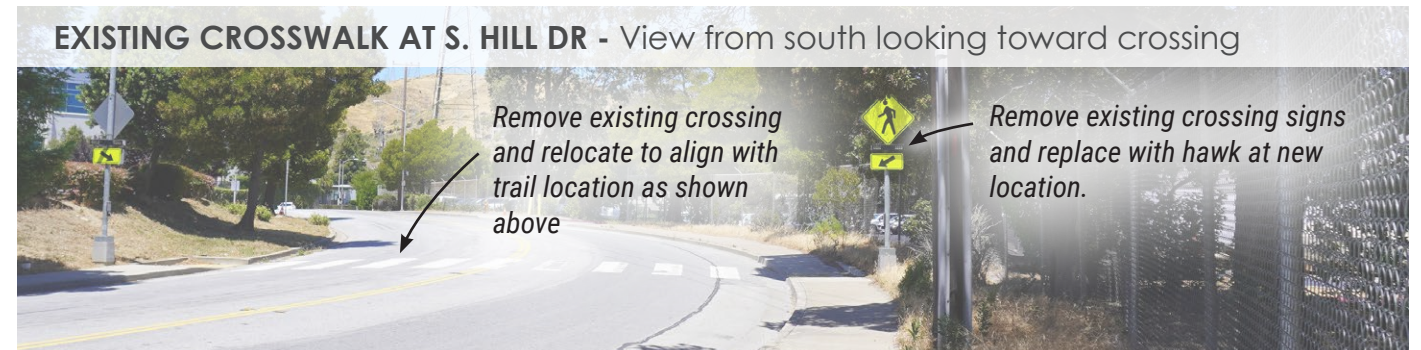 EXISTING CROSSWALK AT S. HILL DR - View from south looking toward crossing
Remove existing crossing
and relocate to align with
trail location as shown
above
Remove existing crossing signs
and replace with hawk at new
location.